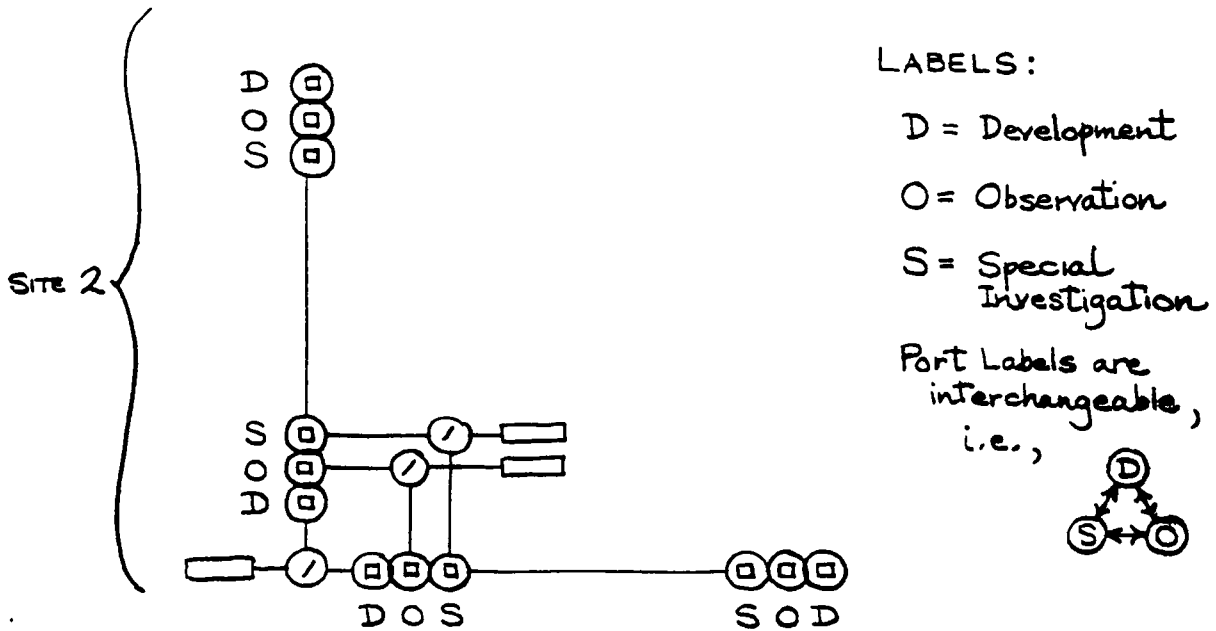 D
O
S
SITE 2
S
O
D
D O S
S O D
LABELS:
D = Development
O = Observation
S = Special
Investigation
Port Labels are
interchangeable,
i.e.,
D
S O